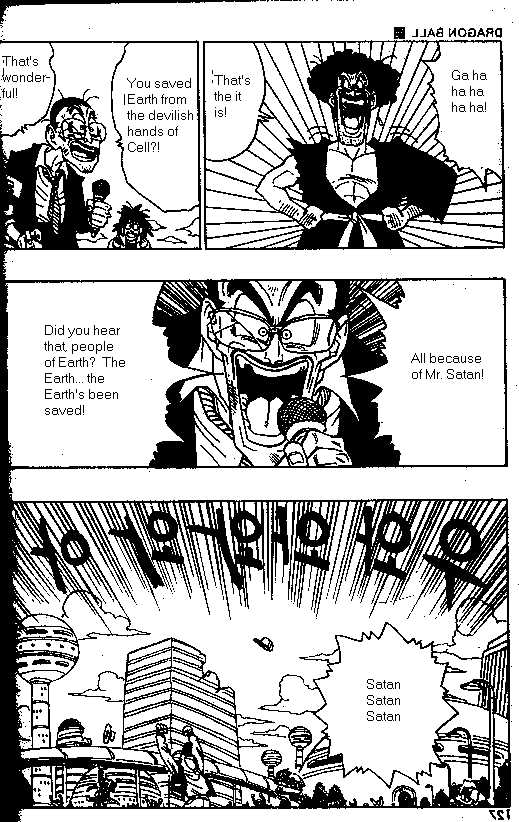 DRAGON BALL
Ga ha
ha ha
ha ha!
That's
the it
is!
You saved
Earth from
the devilish
hands of
Cell?!
That's
wonder-
ful!
All because
of Mr. Satan!
Did you hear
that, people
of Earth? The
Earth... the
Earth's been
saved!
Satan
Satan
Satan
127